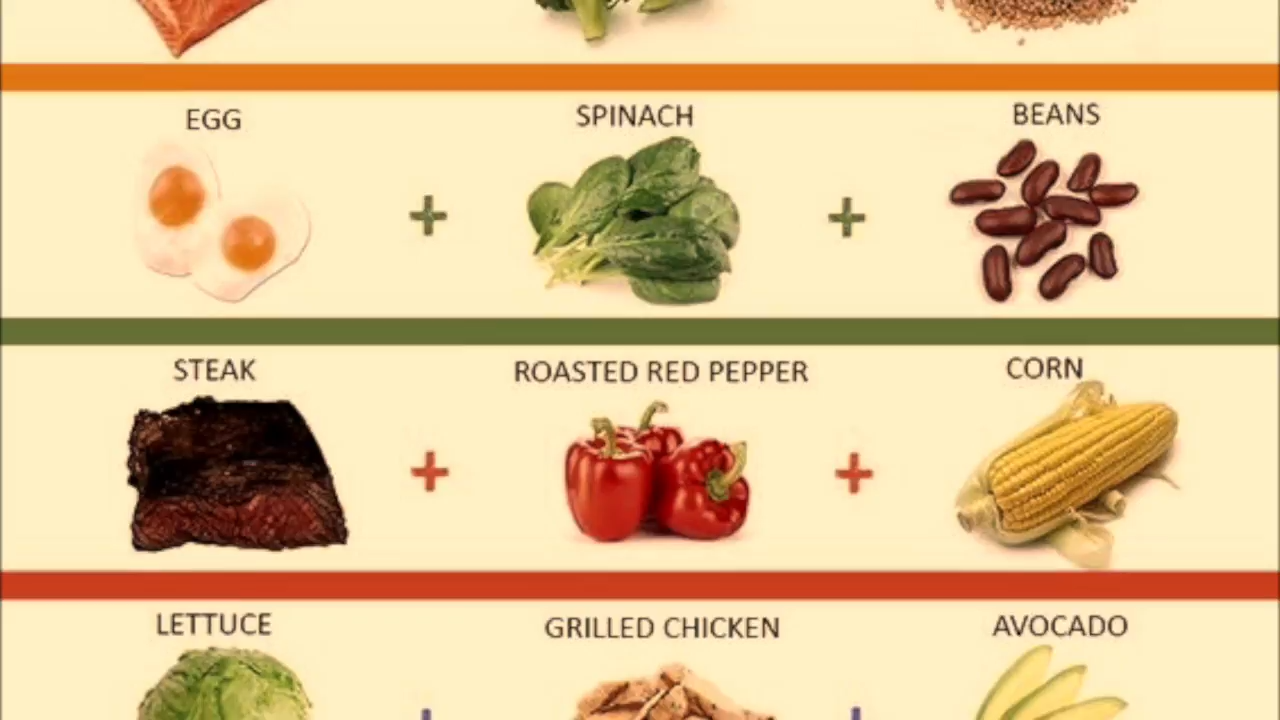 EGG
SPINACH
BEANS
+
+
STEAK
ROASTED RED PEPPER
CORN
+
+
LETTUCE
GRILLED CHICKEN
AVOCADO